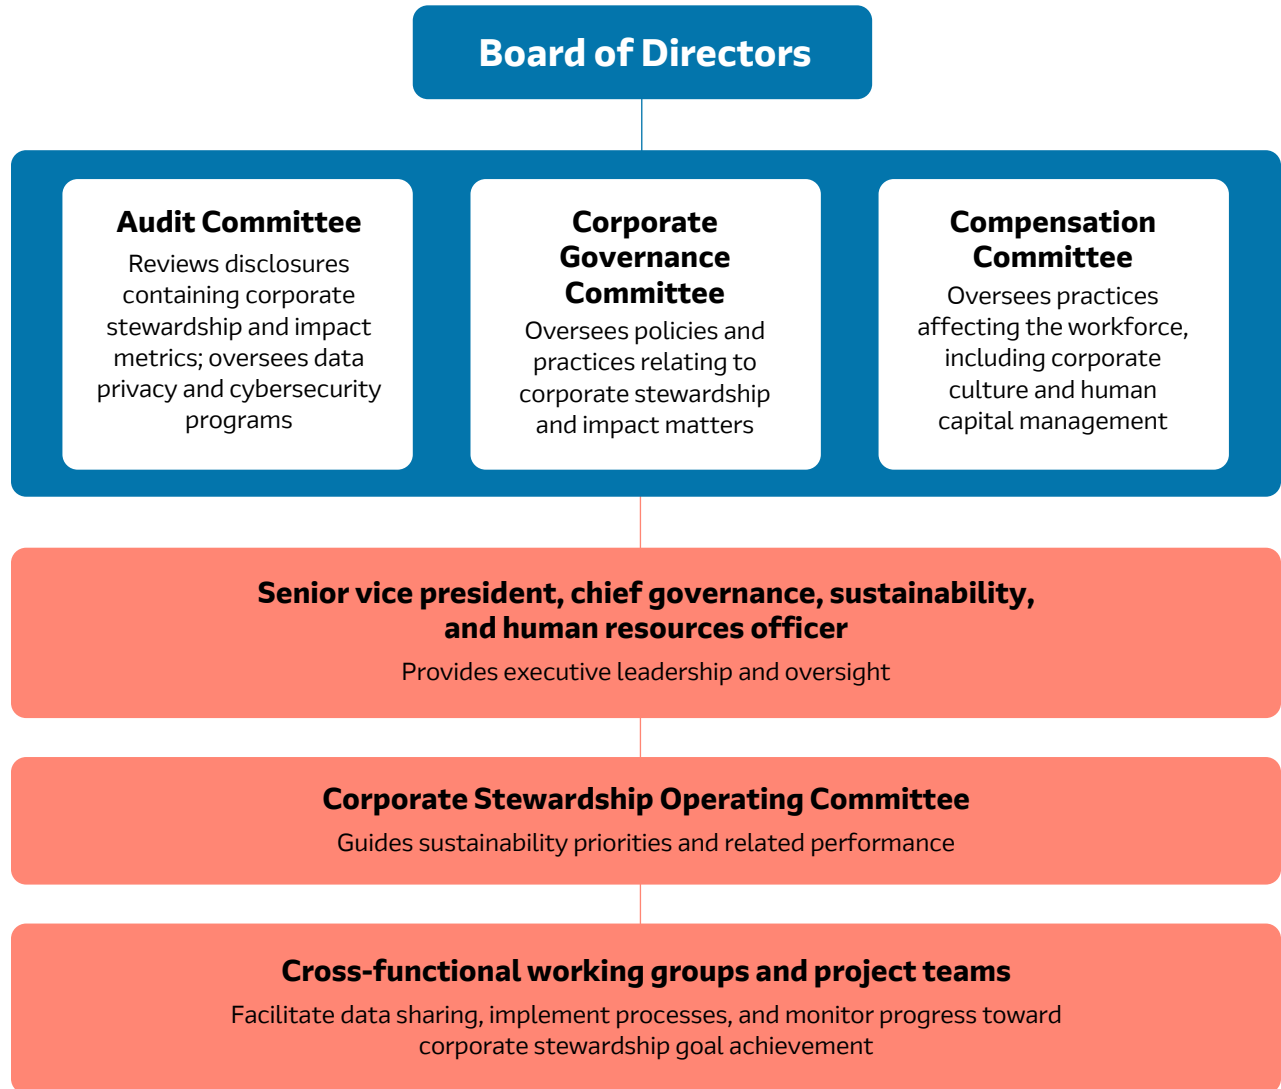 Board of Directors
Audit Committee
Reviews disclosures
containing corporate
stewardship and impact
metrics; oversees data
privacy and cybersecurity
programs
Corporate
Governance
Committee
Oversees policies and
practices relating to
corporate stewardship
and impact matters
Compensation
Committee
Oversees practices
affecting the workforce,
including corporate
culture and human
capital management
Senior vice president, chief governance, sustainability,
and human resources officer
Provides executive leadership and oversight
Corporate Stewardship Operating Committee
Guides sustainability priorities and related performance
Cross-functional working groups and project teams
Facilitate data sharing, implement processes, and monitor progress toward
corporate stewardship goal achievement